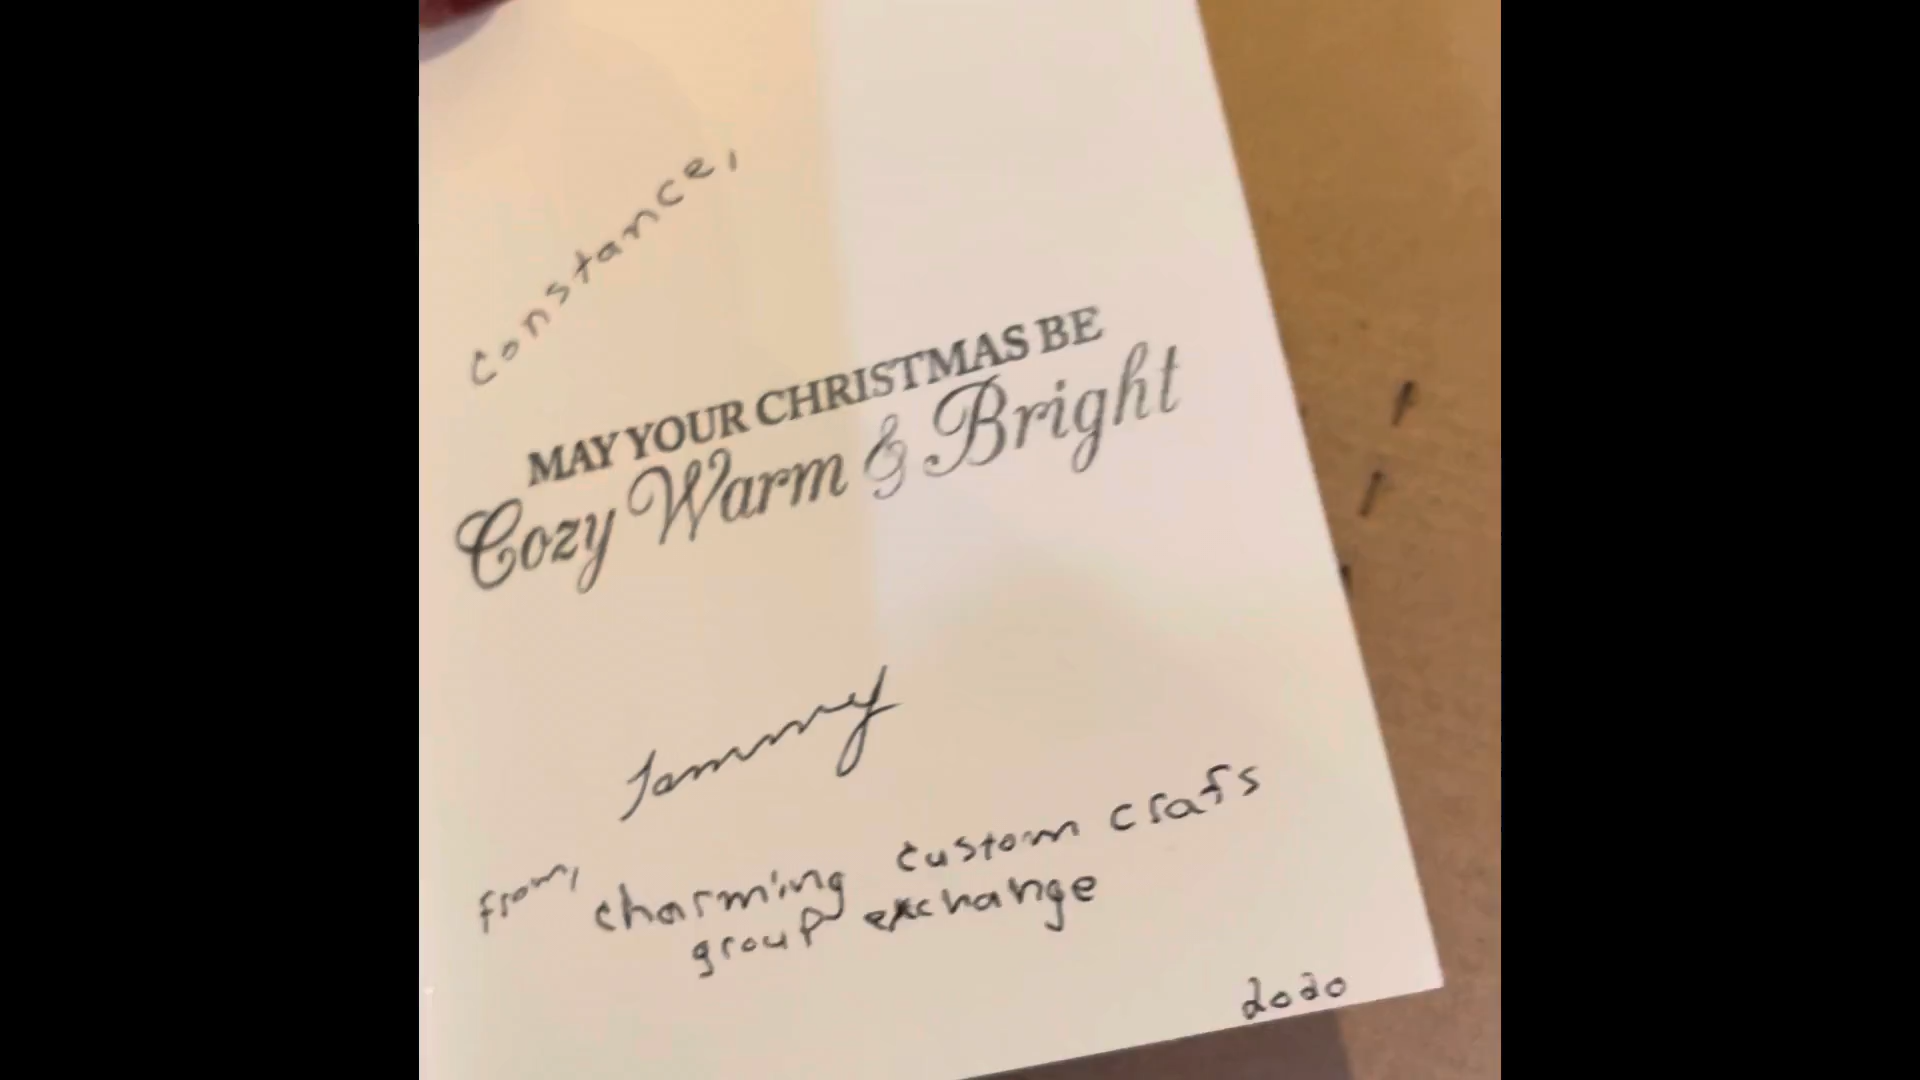 Constance,
MAY YOUR CHRISTMAS BE
Cozy Warm & Bright
Tammy
from, charming custom crafs
group exchange
2020